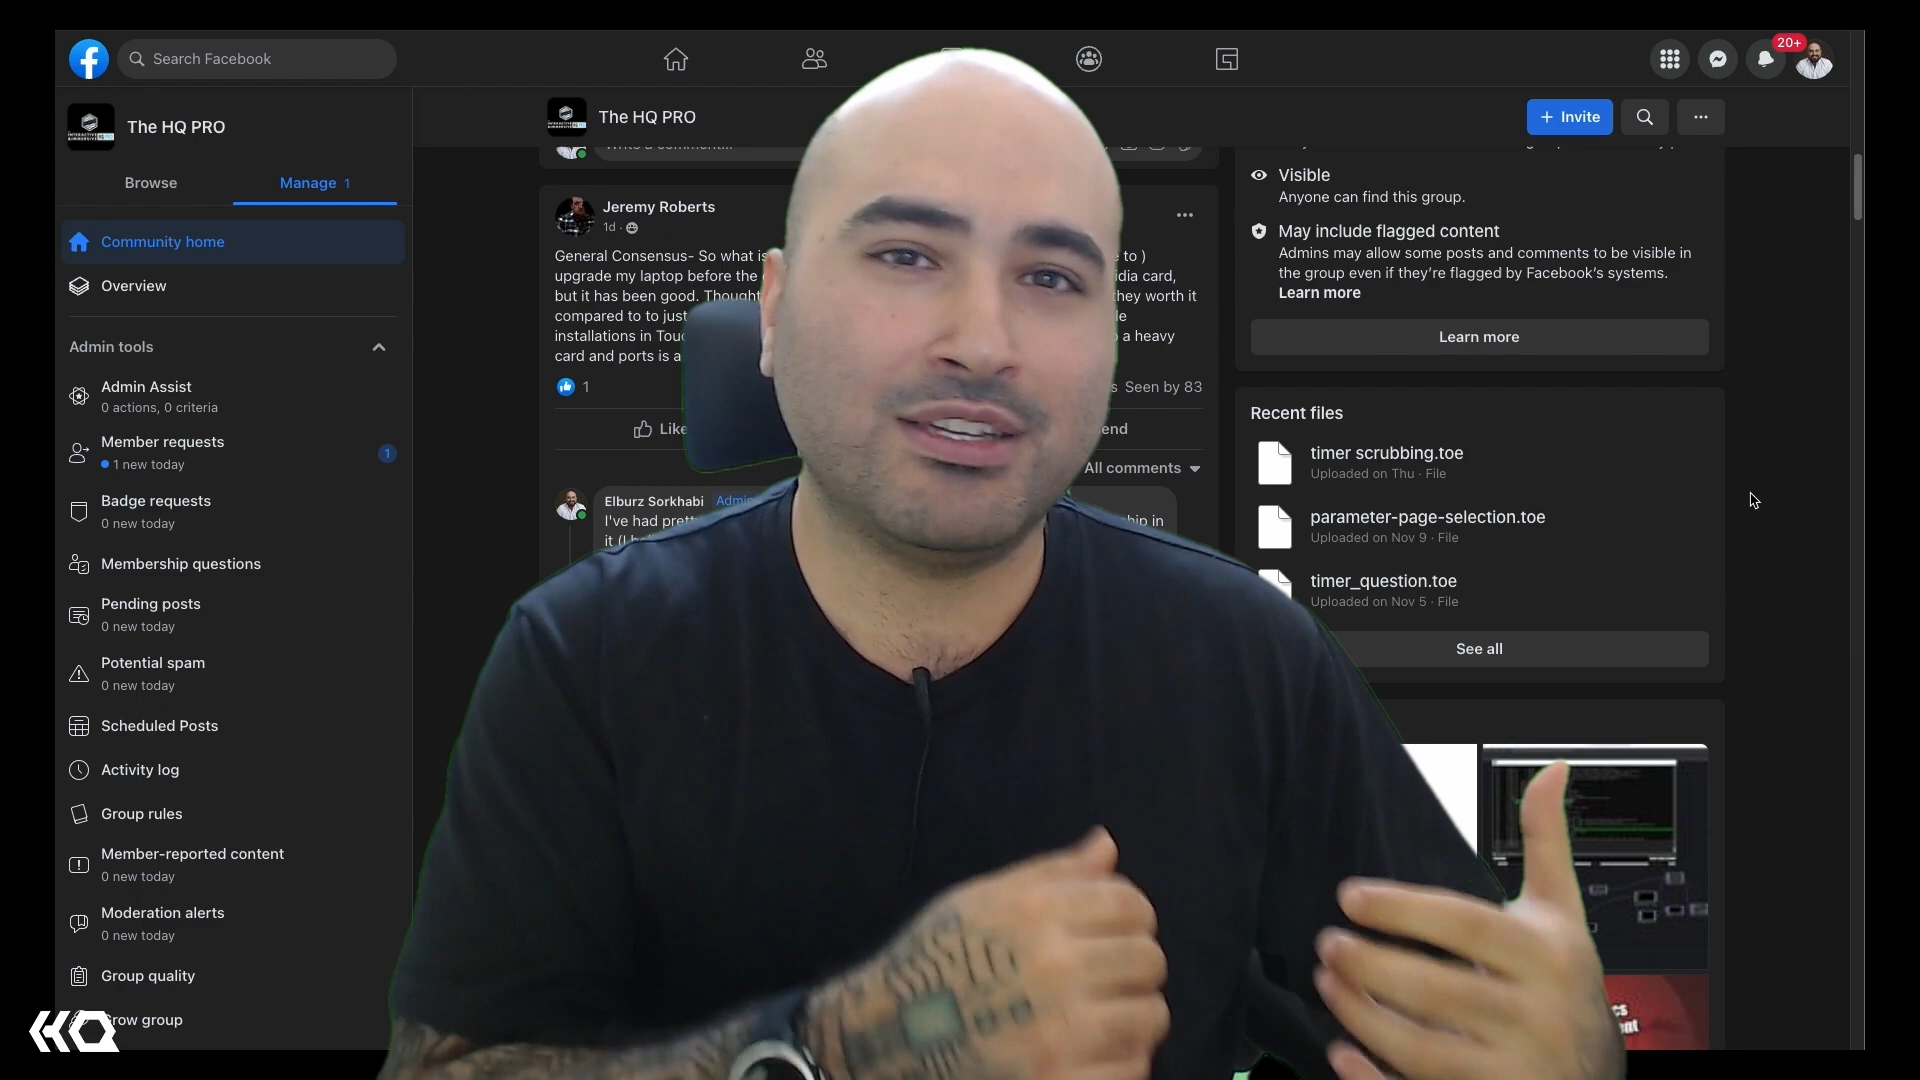 Search Facebook
20+
The HQ PRO
Browse
Manage 1
Community home
Overview
Admin tools
Admin Assist
0 actions, 0 criteria
Member requests
1 new today
1
Badge requests
0 new today
Membership questions
Pending posts
0 new today
Potential spam
0 new today
Scheduled Posts
Activity log
Group rules
Member-reported content
0 new today
Moderation alerts
0 new today
Group quality
group
HQ
The HQ PRO
+ Invite
Jeremy Roberts
1d ·
General Consensus- So what is to )
upgrade my laptop before the card,
but it has been good. they worth it
compared to to just
installations in
card and ports is a heavy
1
Seen by 83
Like
All comments
Elburz Sorkhabi
I've had in
it
Visible
Anyone can find this group.
May include flagged content
Admins may allow some posts and comments to be visible in
the group even if they're flagged by Facebook's systems.
Learn more
Learn more
Recent files
timer scrubbing.toe
Uploaded on Thu · File
parameter-page-selection.toe
Uploaded on Nov 9 · File
timer_question.toe
Uploaded on Nov 5 · File
See all